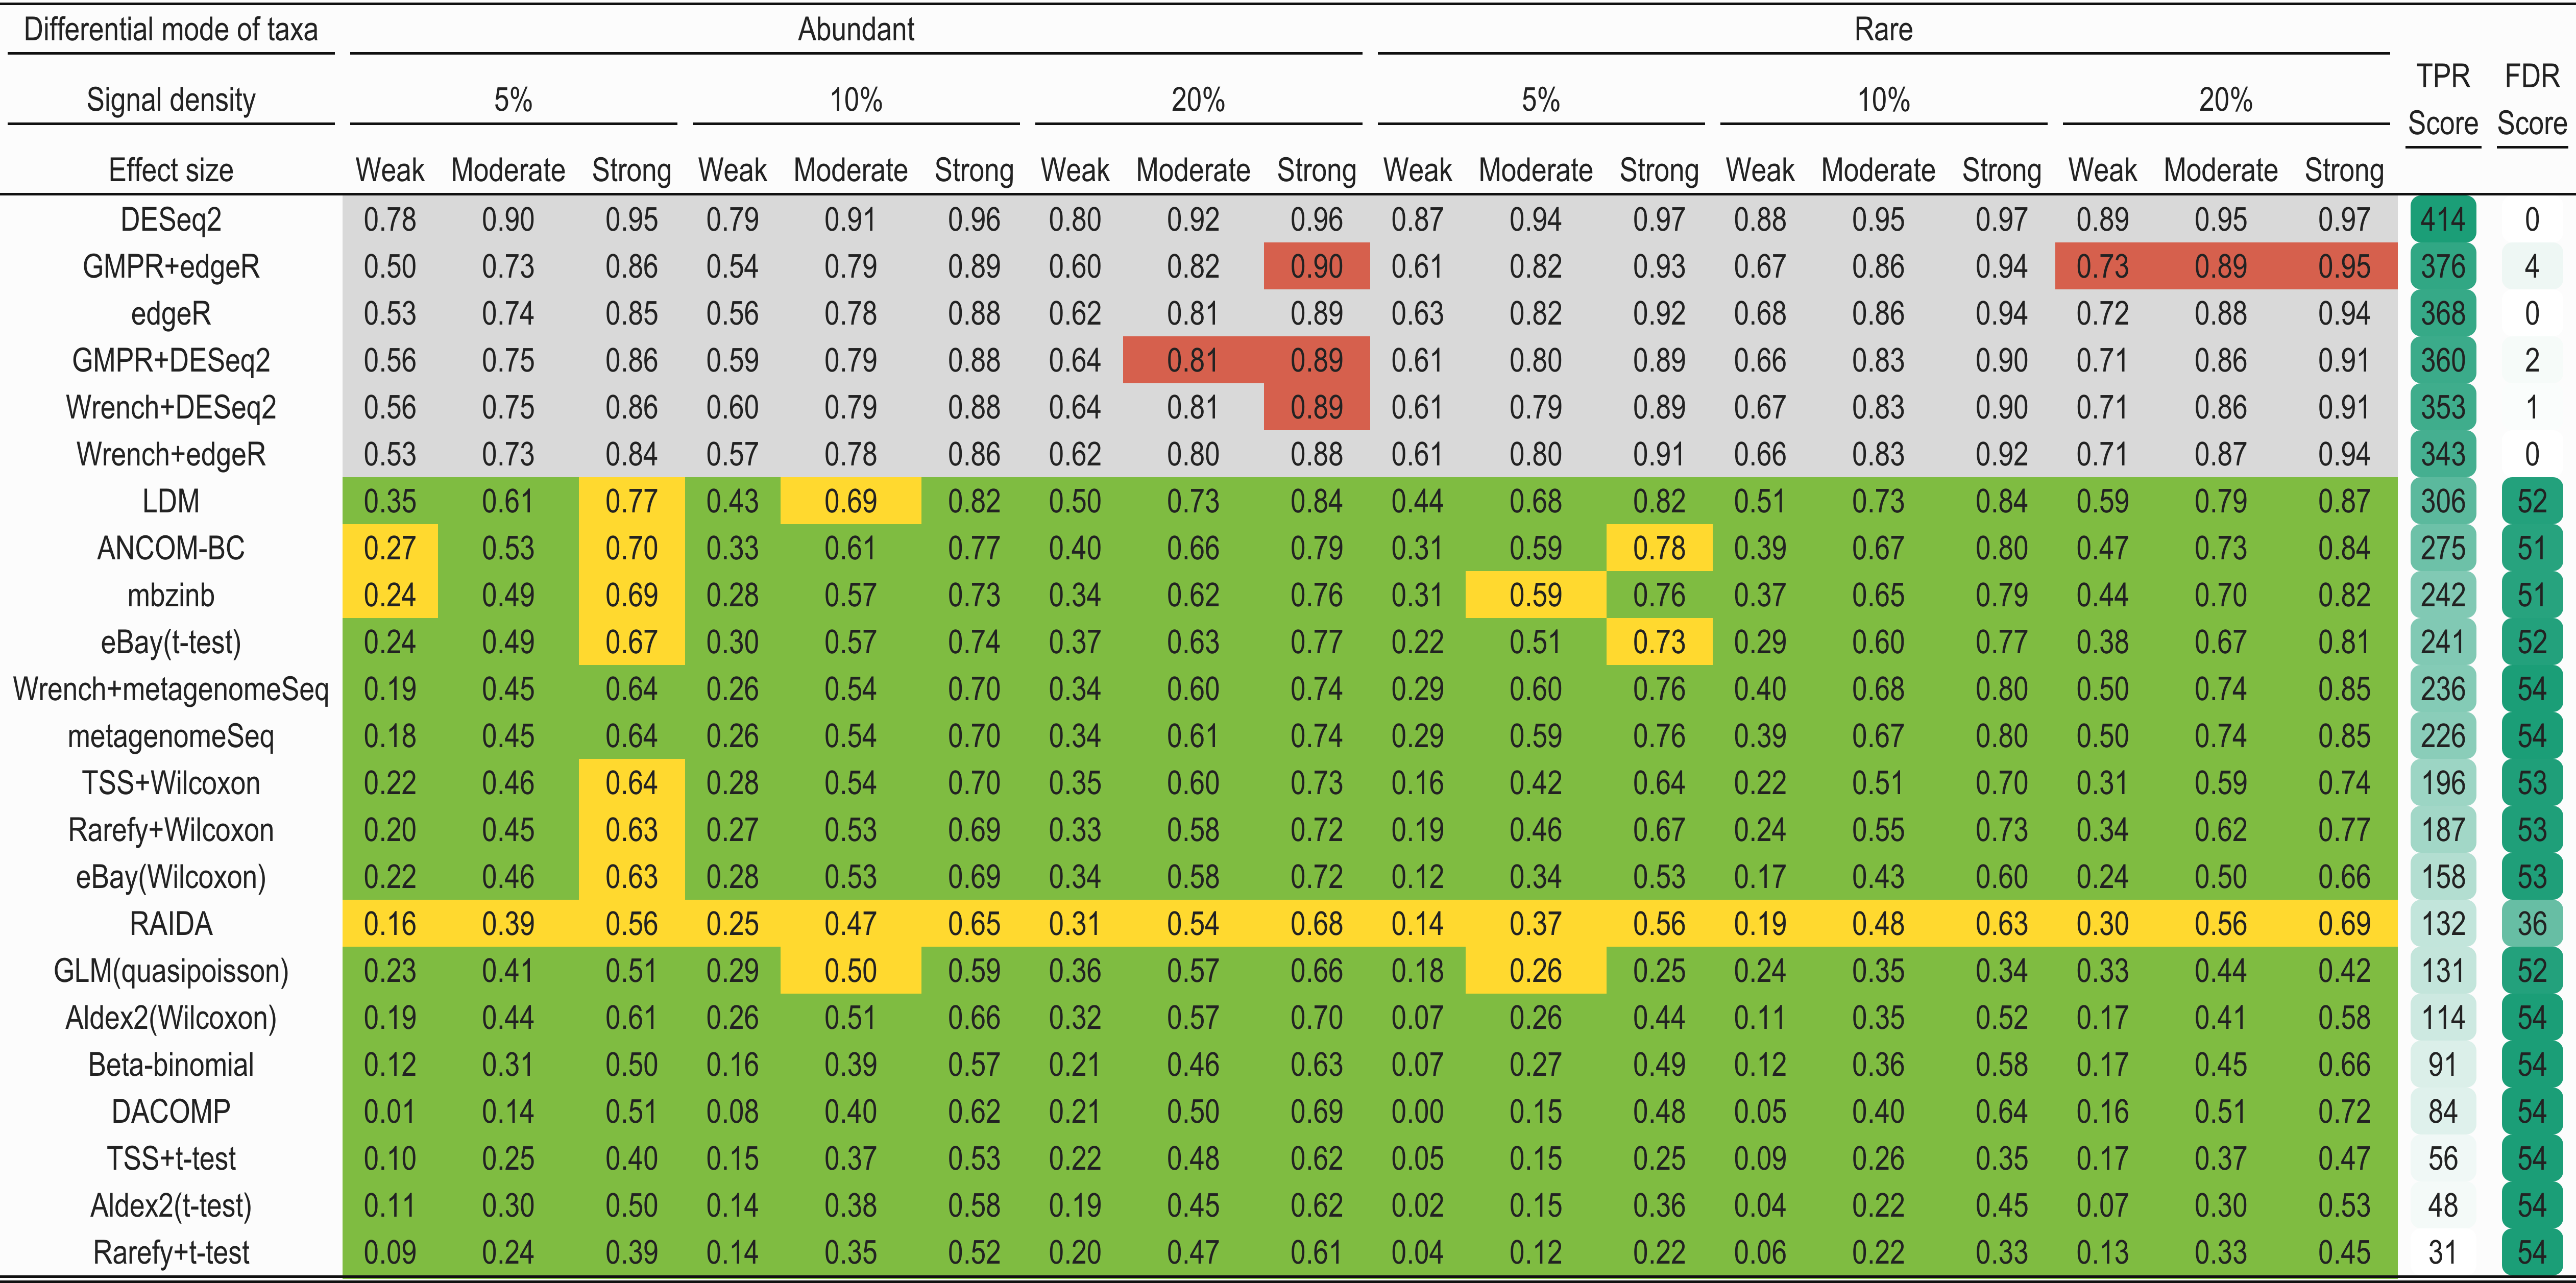 Differential mode of taxa Abundant Rare
Signal density 5% 10% 20% 5% 10% 20% TPR Score FDR Score
Effect size Weak Moderate Strong Weak Moderate Strong Weak Moderate Strong Weak Moderate Strong Weak Moderate Strong Weak Moderate Strong
DESeq2 0.78 0.90 0.95 0.79 0.91 0.96 0.80 0.92 0.96 0.87 0.94 0.97 0.88 0.95 0.97 0.89 0.95 0.97 414 0
GMPR+edgeR 0.50 0.73 0.86 0.54 0.79 0.89 0.60 0.82 0.90 0.61 0.82 0.93 0.67 0.86 0.94 0.73 0.89 0.95 376 4
edgeR 0.53 0.74 0.85 0.56 0.78 0.88 0.62 0.81 0.89 0.63 0.82 0.92 0.68 0.86 0.94 0.72 0.88 0.94 368 0
GMPR+DESeq2 0.56 0.75 0.86 0.59 0.79 0.88 0.64 0.81 0.89 0.61 0.80 0.89 0.66 0.83 0.90 0.71 0.86 0.91 360 2
Wrench+DESeq2 0.56 0.75 0.86 0.60 0.79 0.88 0.64 0.81 0.89 0.61 0.79 0.89 0.67 0.83 0.90 0.71 0.86 0.91 353 1
Wrench+edgeR 0.53 0.73 0.84 0.57 0.78 0.86 0.62 0.80 0.88 0.61 0.80 0.91 0.66 0.83 0.92 0.71 0.87 0.94 343 0
LDM 0.35 0.61 0.77 0.43 0.69 0.82 0.50 0.73 0.84 0.44 0.68 0.82 0.51 0.73 0.84 0.59 0.79 0.87 306 52
ANCOM-BC 0.27 0.53 0.70 0.33 0.61 0.77 0.40 0.66 0.79 0.31 0.59 0.78 0.39 0.67 0.80 0.47 0.73 0.84 275 51
mbzinb 0.24 0.49 0.69 0.28 0.57 0.73 0.34 0.62 0.76 0.31 0.59 0.76 0.37 0.65 0.79 0.44 0.70 0.82 242 51
eBay(t-test) 0.24 0.49 0.67 0.30 0.57 0.74 0.37 0.63 0.77 0.22 0.51 0.73 0.29 0.60 0.77 0.38 0.67 0.81 241 52
Wrench+metagenomeSeq 0.19 0.45 0.64 0.26 0.54 0.70 0.34 0.60 0.74 0.29 0.60 0.76 0.40 0.68 0.80 0.50 0.74 0.85 236 54
metagenomeSeq 0.18 0.45 0.64 0.26 0.54 0.70 0.34 0.61 0.74 0.29 0.59 0.76 0.39 0.67 0.80 0.50 0.74 0.85 226 54
TSS+Wilcoxon 0.22 0.46 0.64 0.28 0.54 0.70 0.35 0.60 0.73 0.16 0.42 0.64 0.22 0.51 0.70 0.31 0.59 0.74 196 53
Rarefy+Wilcoxon 0.20 0.45 0.63 0.27 0.53 0.69 0.33 0.58 0.72 0.19 0.46 0.67 0.24 0.55 0.73 0.34 0.62 0.77 187 53
eBay(Wilcoxon) 0.22 0.46 0.63 0.28 0.53 0.69 0.34 0.58 0.72 0.12 0.34 0.53 0.17 0.43 0.60 0.24 0.50 0.66 158 53
RAIDA 0.16 0.39 0.56 0.25 0.47 0.65 0.31 0.54 0.68 0.14 0.37 0.56 0.19 0.48 0.63 0.30 0.56 0.69 132 36
GLM(quasipoisson) 0.23 0.41 0.51 0.29 0.50 0.59 0.36 0.57 0.66 0.18 0.26 0.25 0.24 0.35 0.34 0.33 0.44 0.42 131 52
Aldex2(Wilcoxon) 0.19 0.44 0.61 0.26 0.51 0.66 0.32 0.57 0.70 0.07 0.26 0.44 0.11 0.35 0.52 0.17 0.41 0.58 114 54
Beta-binomial 0.12 0.31 0.50 0.16 0.39 0.57 0.21 0.46 0.63 0.07 0.27 0.49 0.12 0.36 0.58 0.17 0.45 0.66 91 54
DACOMP 0.01 0.14 0.51 0.08 0.40 0.62 0.21 0.50 0.69 0.00 0.15 0.48 0.05 0.40 0.64 0.16 0.51 0.72 84 54
TSS+t-test 0.10 0.25 0.40 0.15 0.37 0.53 0.22 0.48 0.62 0.05 0.15 0.25 0.09 0.26 0.35 0.17 0.37 0.47 56 54
Aldex2(t-test) 0.11 0.30 0.50 0.14 0.38 0.58 0.19 0.45 0.62 0.02 0.15 0.36 0.04 0.22 0.45 0.07 0.30 0.53 48 54
Rarefy+t-test 0.09 0.24 0.39 0.14 0.35 0.52 0.20 0.47 0.61 0.04 0.12 0.22 0.06 0.22 0.33 0.13 0.33 0.45 31 54